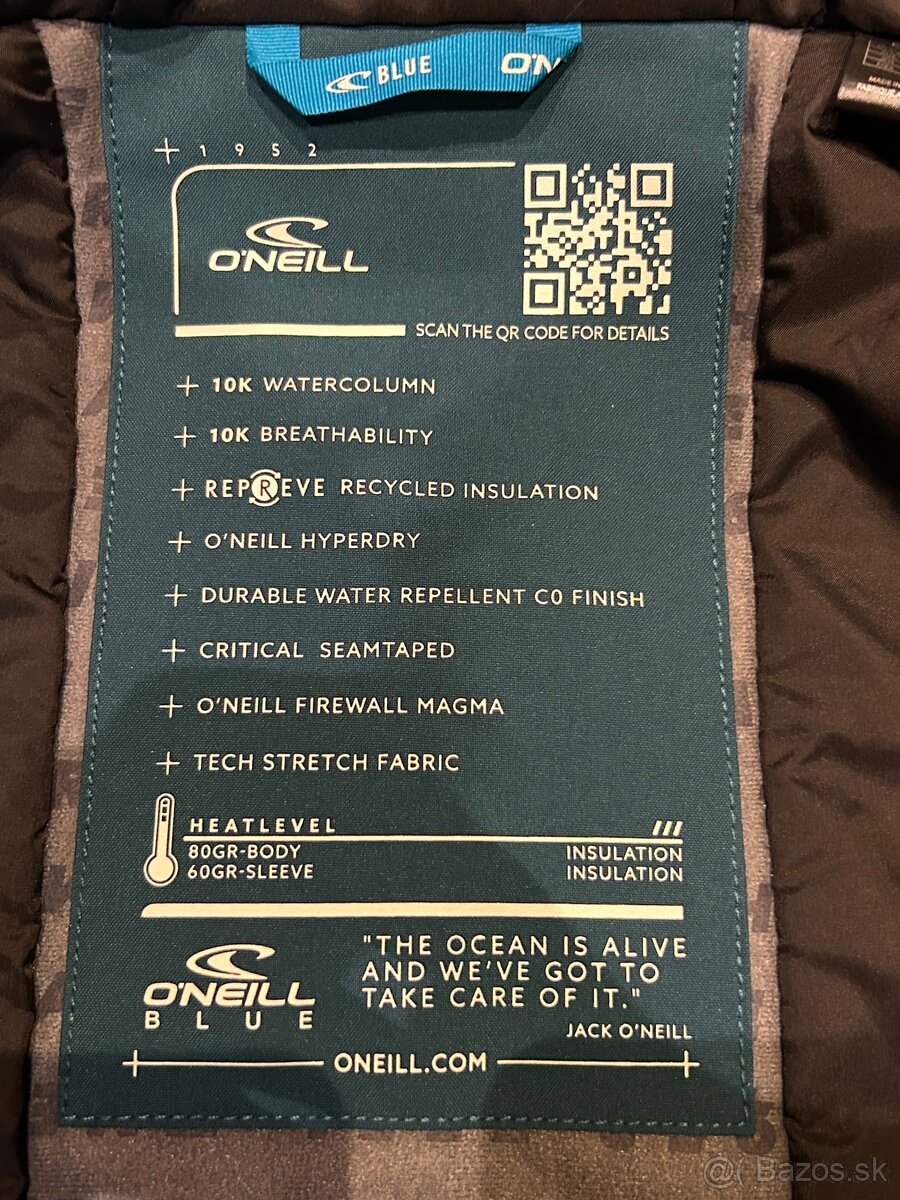 BLUE O'N
MADE IN
+ 1 9 5 2
O'NEILL
SCAN THE QR CODE FOR DETAILS
+ 10K WATERCOLUMN
+ 10K BREATHABILITY
+ REPREVE RECYCLED INSULATION
+ O'NEILL HYPERDRY
+ DURABLE WATER REPELLENT C0 FINISH
+ CRITICAL SEAMTAPED
+ O'NEILL FIREWALL MAGMA
+ TECH STRETCH FABRIC
HEATLEVEL ///
80GR-BODY INSULATION
60GR-SLEEVE INSULATION
O'NEILL
BLUE
"THE OCEAN IS ALIVE
AND WE'VE GOT TO
TAKE CARE OF IT."
JACK O'NEILL
ONEILL.COM
@( Bazos.sk